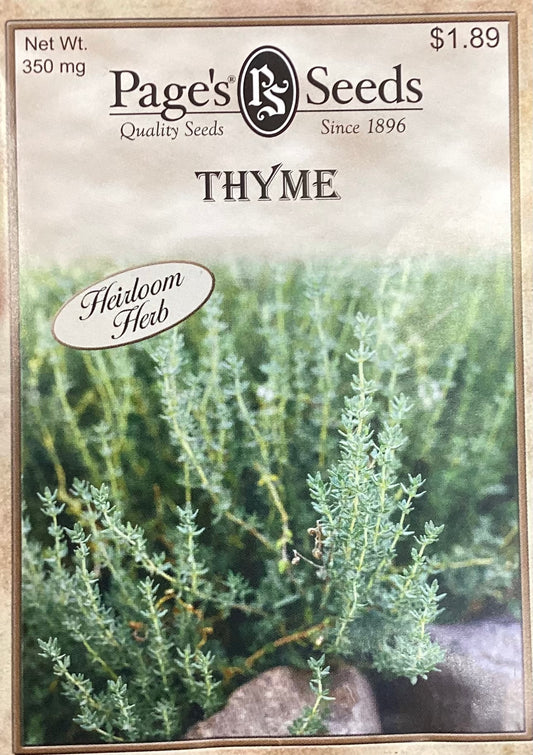 Net Wt. $1.89
350 mg
Page's® PS Seeds
Quality Seeds Since 1896
THYME
Heirloom
Herb